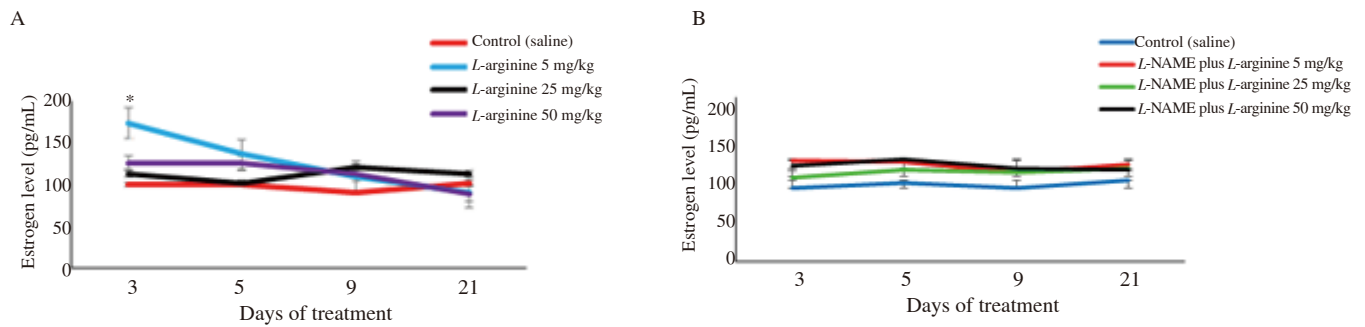 A
Control (saline)
L-arginine 5 mg/kg
L-arginine 25 mg/kg
L-arginine 50 mg/kg
Estrogen level (pg/mL)
200
150
100
50
0
*
3 5 9 21
Days of treatment
B
Control (saline)
L-NAME plus L-arginine 5 mg/kg
L-NAME plus L-arginine 25 mg/kg
L-NAME plus L-arginine 50 mg/kg
Estrogen level (pg/mL)
200
150
100
50
0
3 5 9 21
Days of treatment